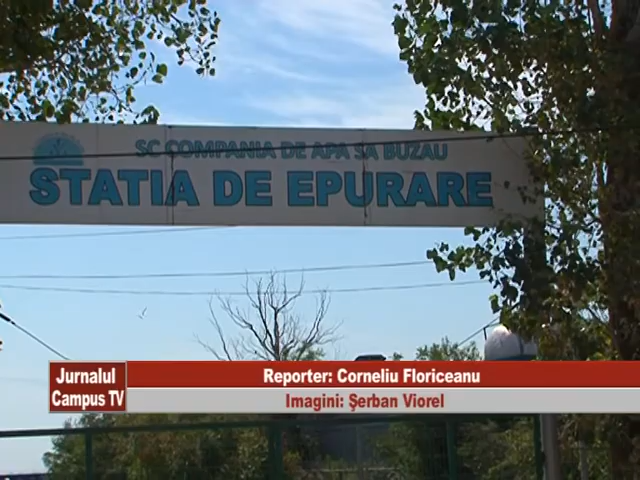 SC COMPANIA DE APA SA BUZAU
STATIA DE EPURARE
Jurnalul
Campus TV
Reporter: Corneliu Floriceanu
Imagini: Şerban Viorel